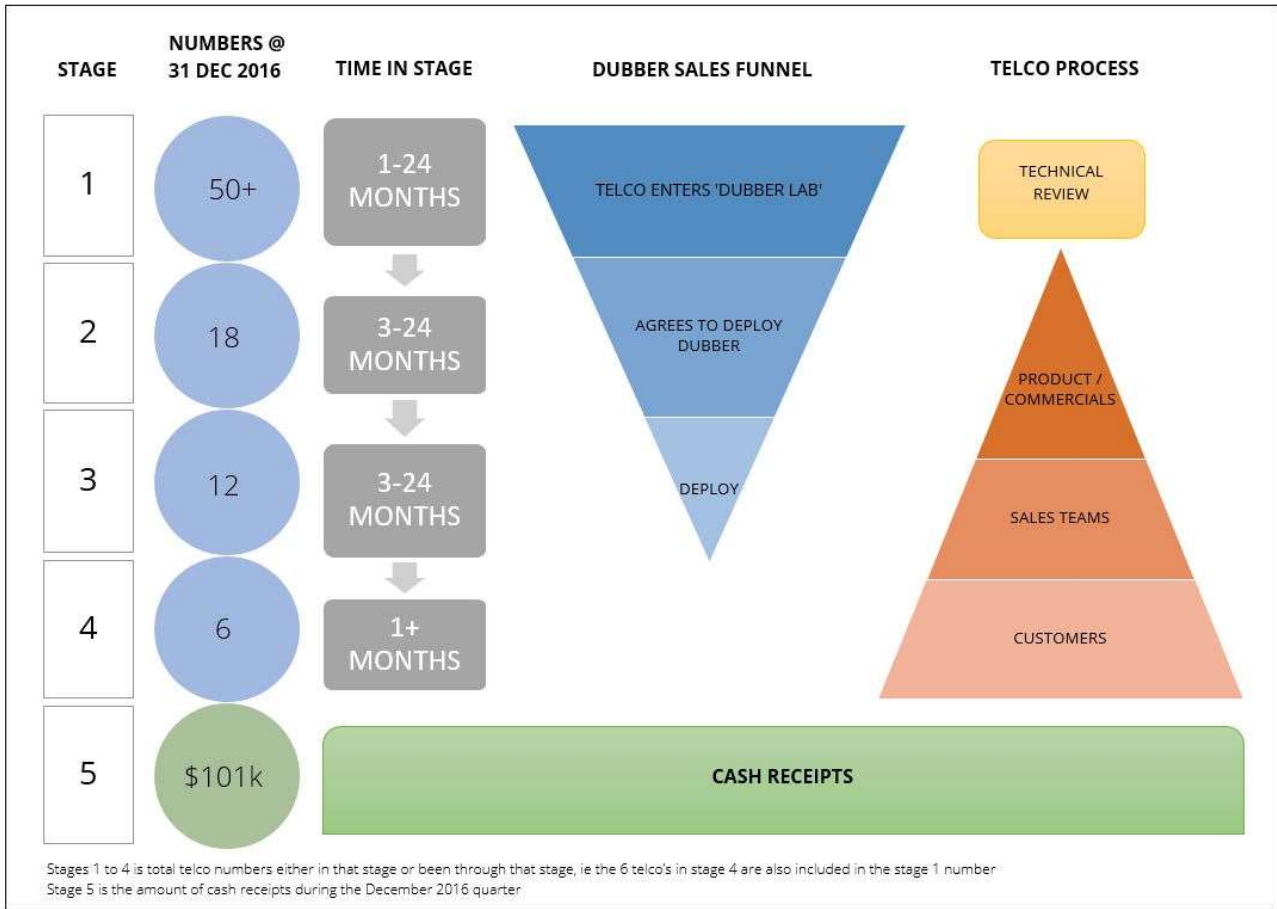 STAGE
NUMBERS @
31 DEC 2016
TIME IN STAGE
DUBBER SALES FUNNEL
TELCO PROCESS
1
50+
1-24
MONTHS
TELCO ENTERS 'DUBBER LAB'
TECHNICAL
REVIEW
2
18
3-24
MONTHS
AGREES TO DEPLOY
DUBBER
PRODUCT /
COMMERCIALS
3
12
3-24
MONTHS
DEPLOY
SALES TEAMS
4
6
1+
MONTHS
CUSTOMERS
5
$101k
CASH RECEIPTS
Stages 1 to 4 is total telco numbers either in that stage or been through that stage, ie the 6 telco's in stage 4 are also included in the stage 1 number
Stage 5 is the amount of cash receipts during the December 2016 quarter